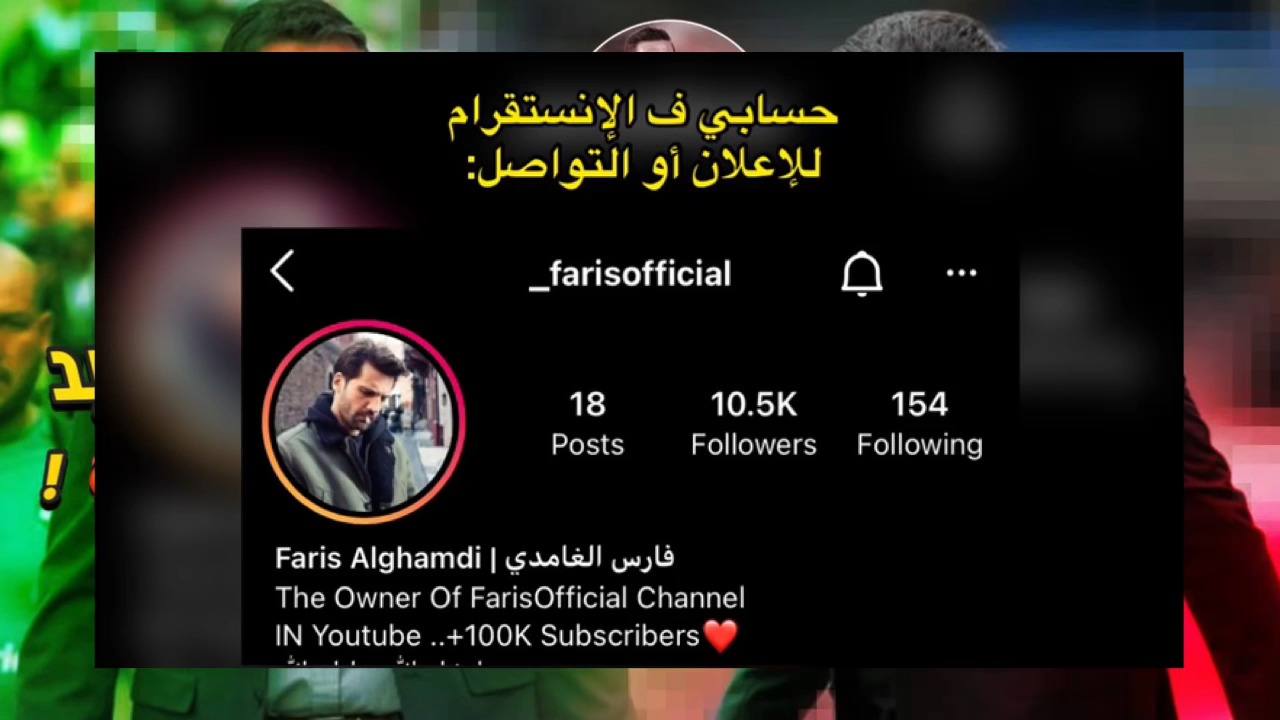 حسابي ف الإنستقرام
للإعلان أو التواصل:
_farisofficial
18
Posts
10.5K
Followers
154
Following
Faris Alghamdi | فارس الغامدي
The Owner Of FarisOfficial Channel
IN Youtube ..+100K Subscribers❤️
!